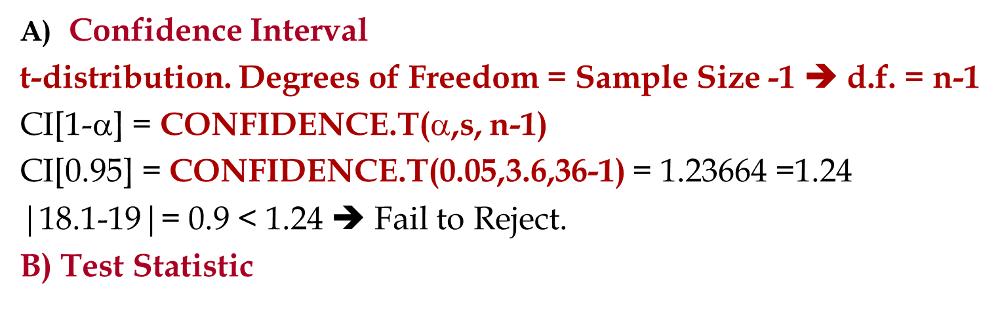 A) Confidence Interval
t-distribution. Degrees of Freedom = Sample Size -1 ➔ d.f. = n-1
CI[1-α] = CONFIDENCE.T(α,s, n-1)
CI[0.95] = CONFIDENCE.T(0.05,3.6,36-1) = 1.23664 =1.24
|18.1-19|= 0.9 < 1.24 ➔ Fail to Reject.
B) Test Statistic